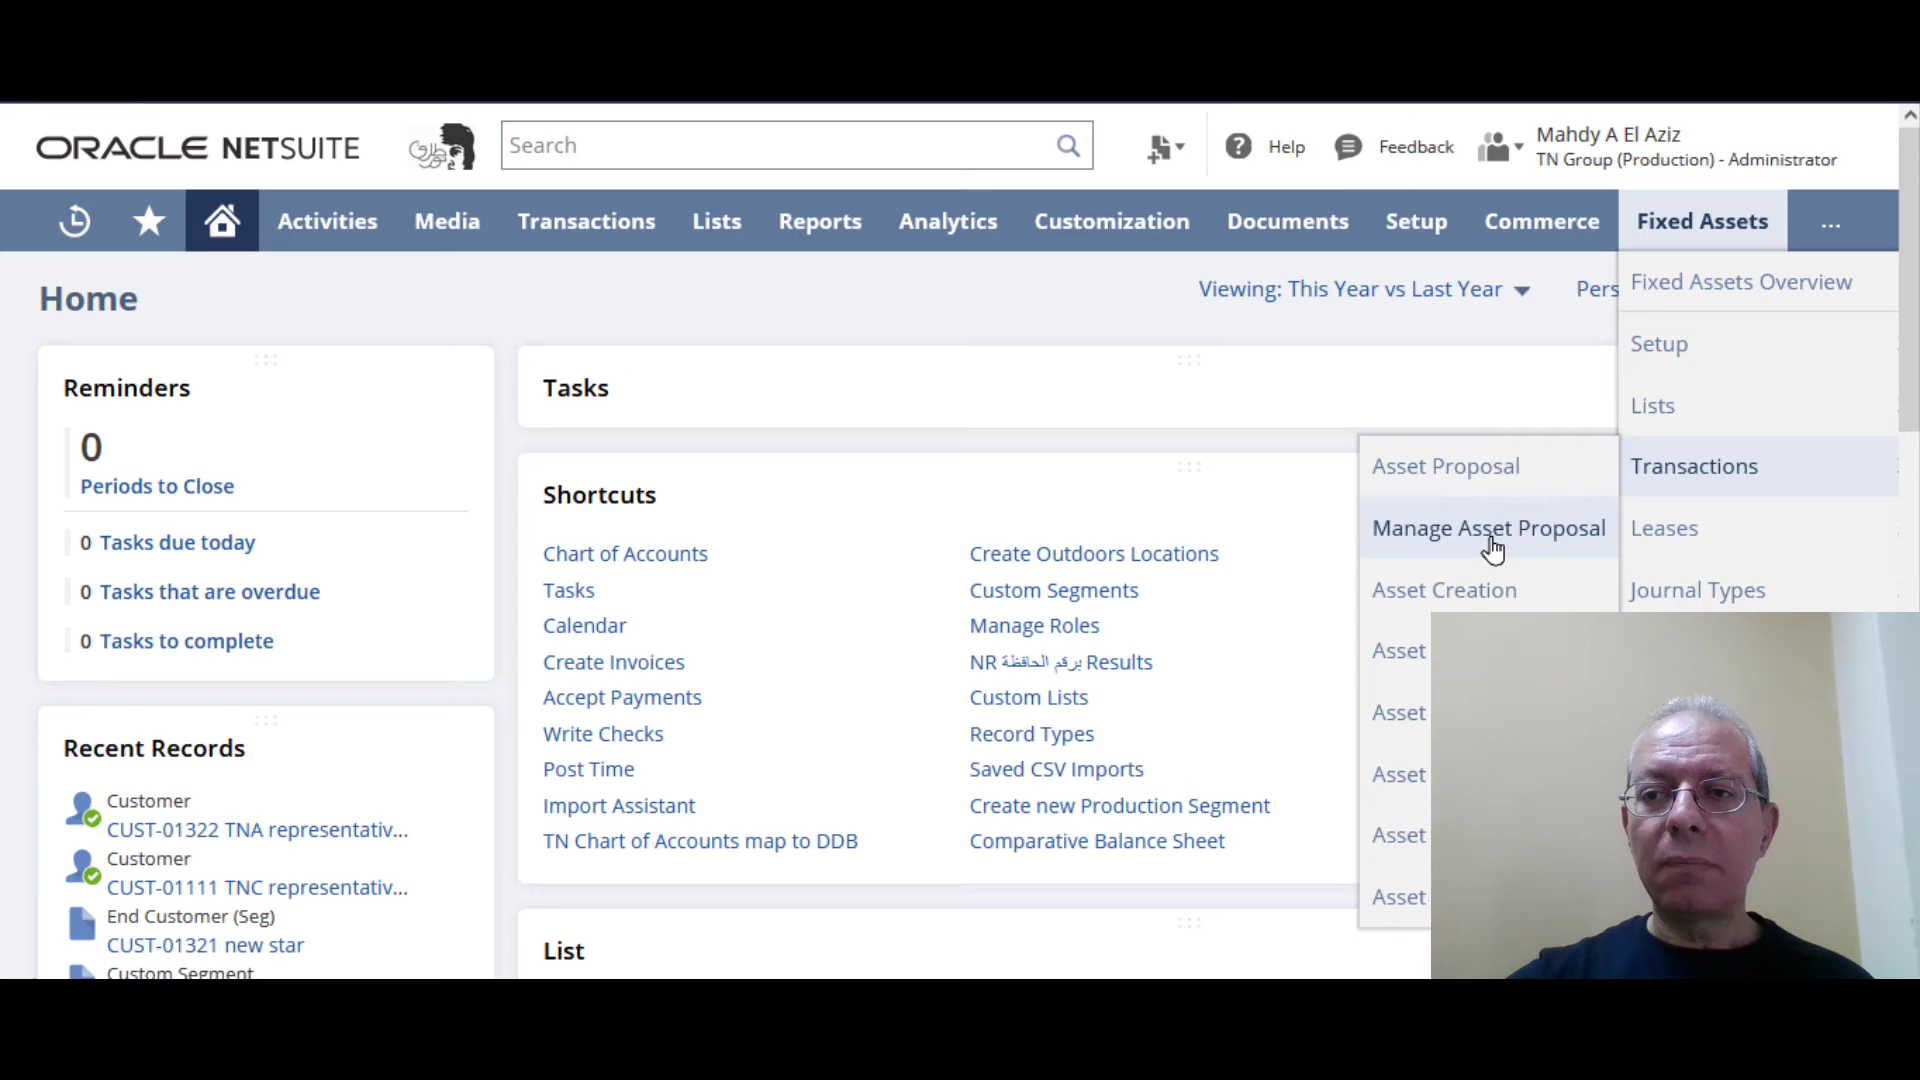 ORACLE NETSUITE
Search
Help
Feedback
Mahdy A El Aziz
TN Group (Production) - Administrator
Activities
Media
Transactions
Lists
Reports
Analytics
Customization
Documents
Setup
Commerce
Fixed Assets
...
Home
Viewing: This Year vs Last Year
Pers
Fixed Assets Overview
Setup
Lists
Transactions
Leases
Journal Types
Asset Proposal
Manage Asset Proposal
Asset Creation
Asset
Asset
Asset
Asset
Asset
Reminders
0
Periods to Close
0 Tasks due today
0 Tasks that are overdue
0 Tasks to complete
Recent Records
Customer
CUST-01322 TNA representativ...
Customer
CUST-01111 TNC representativ...
End Customer (Seg)
CUST-01321 new star
Custom Segment
Tasks
Shortcuts
Chart of Accounts
Tasks
Calendar
Create Invoices
Accept Payments
Write Checks
Post Time
Import Assistant
TN Chart of Accounts map to DDB
Create Outdoors Locations
Custom Segments
Manage Roles
NR برقم الحافظة Results
Custom Lists
Record Types
Saved CSV Imports
Create new Production Segment
Comparative Balance Sheet
List